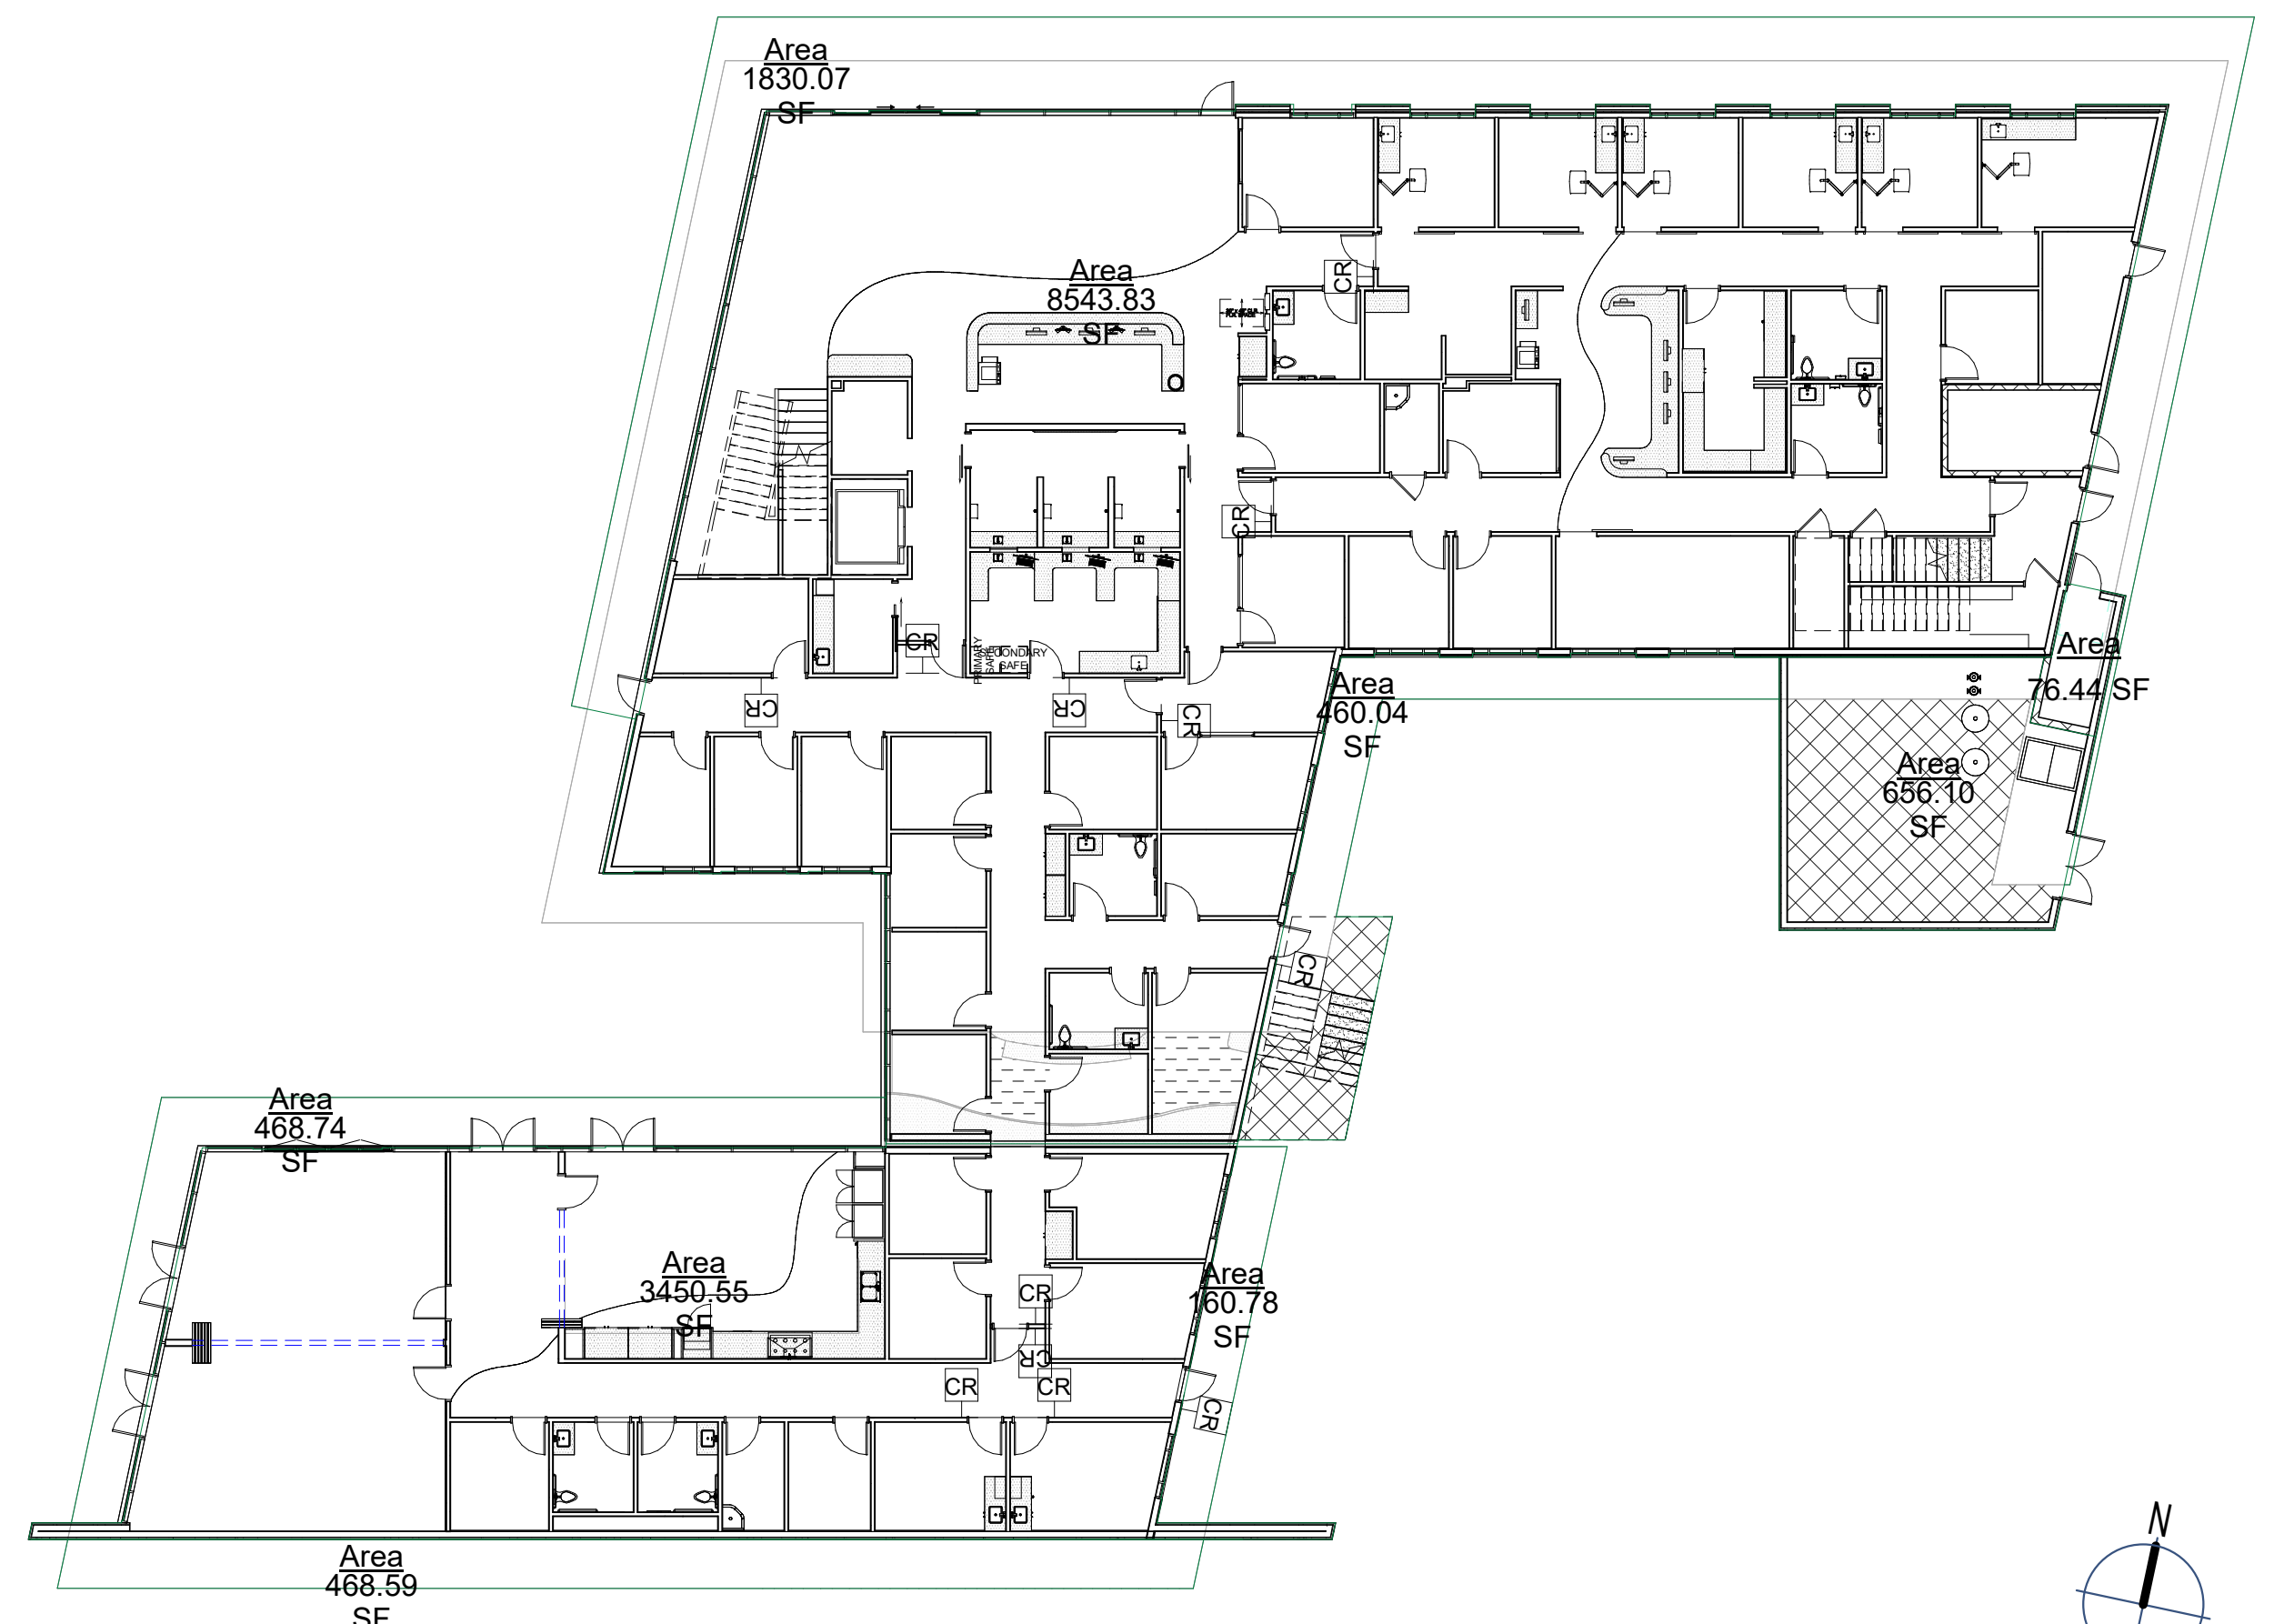 Area
1830.07
SF
Area
8543.83
SF
CR
CR
CR
PRIMARY
SAFE
SECONDARY
SAFE
CR
CR
CR
Area
76.44 SF
Area
460.04
SF
Area
656.10
SF
CR
Area
468.74
SF
Area
3450.55
SF
Area
160.78
SF
CR
CR
CR
CR
CR
Area
468.59
SF
N